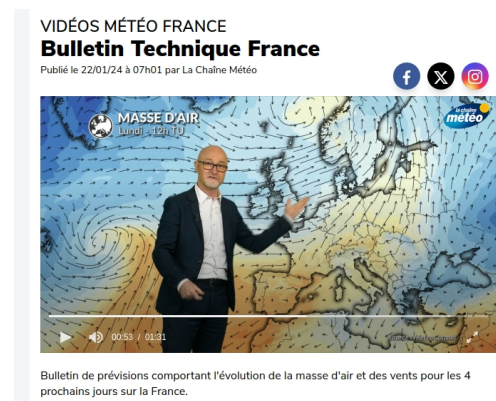 VIDÉOS MÉTÉO FRANCE
Bulletin Technique France
Publié le 22/01/24 à 07h01 par La Chaîne Météo
MASSE D'AIR
Lundi - 12h TU
la chaîne
météo
00:53 / 01:31
Bulletin de prévisions comportant l'évolution de la masse d'air et des vents pour les 4
prochains jours sur la France.